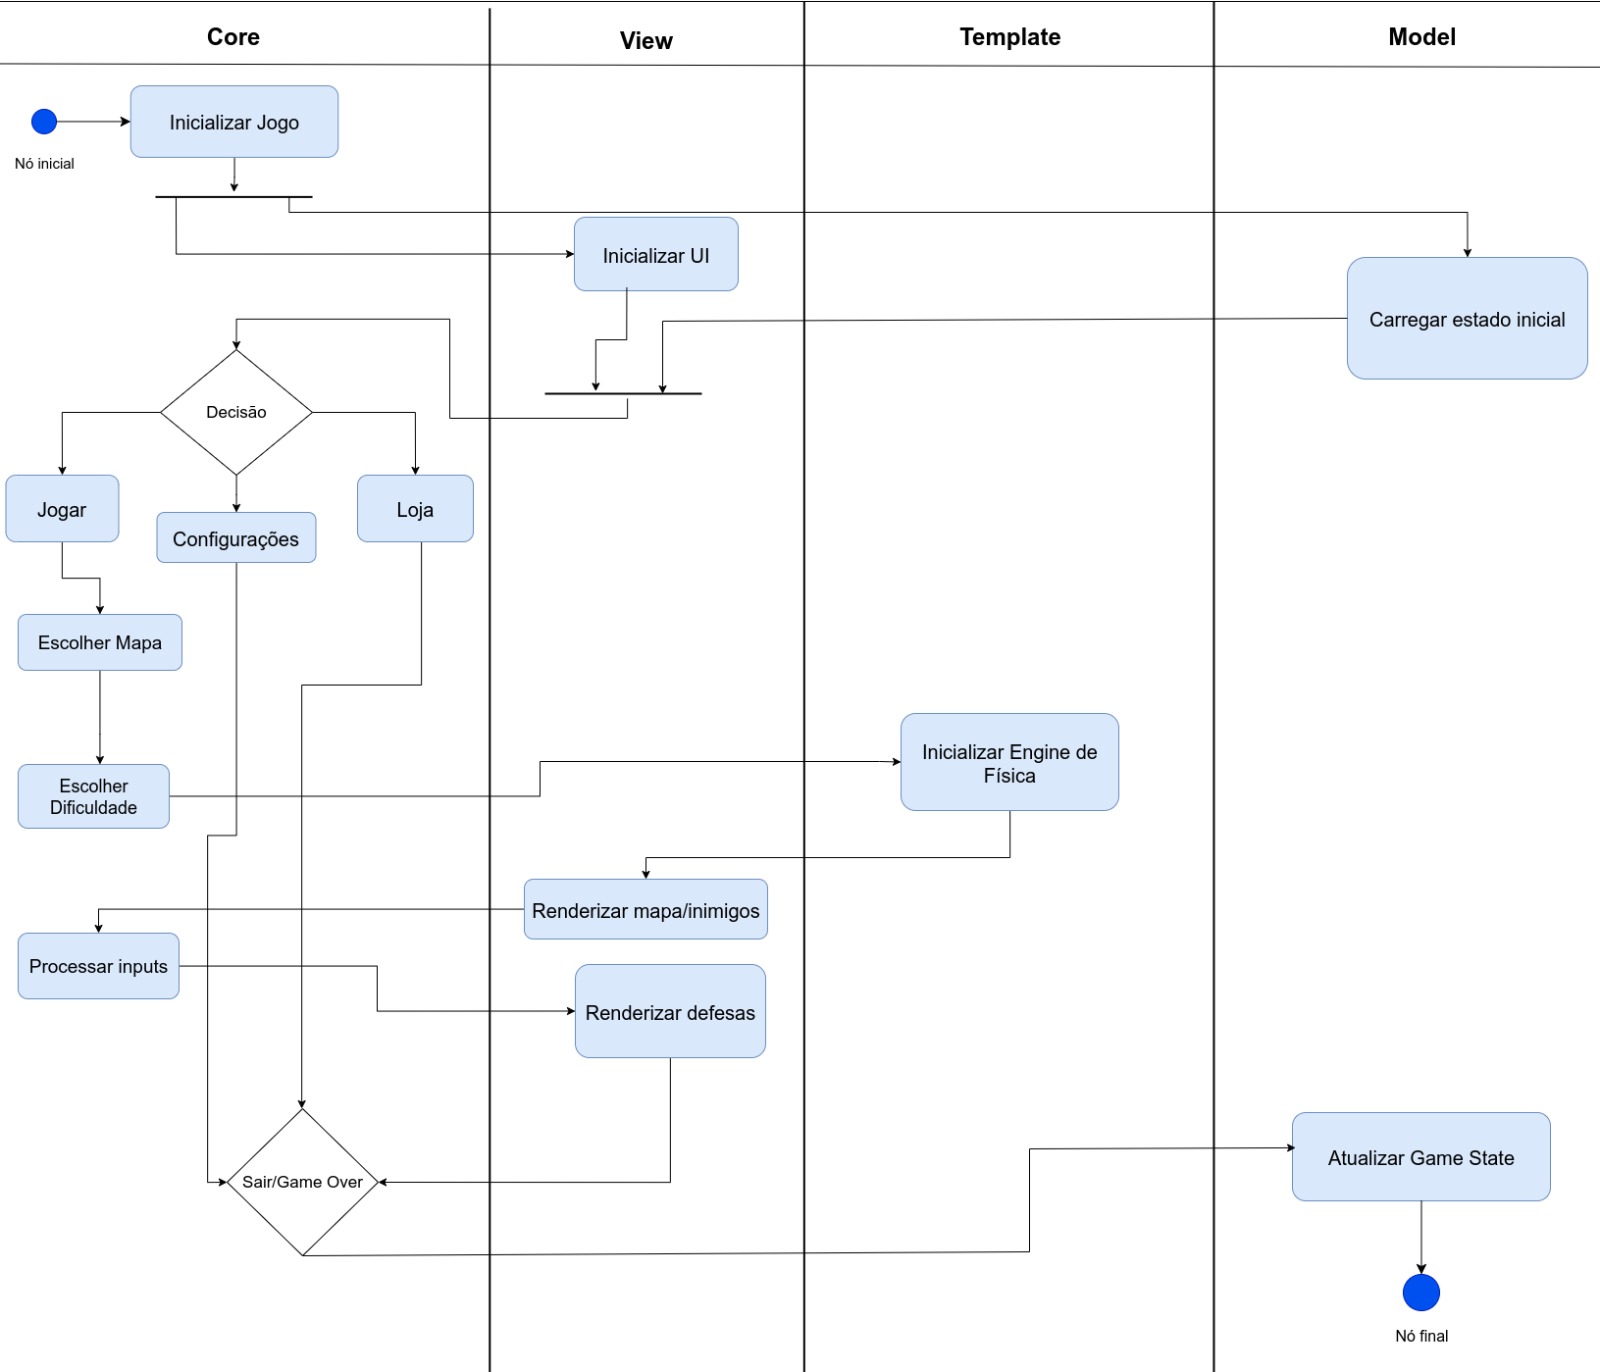 Core
View
Template
Model
Inicializar Jogo
Nó inicial
Inicializar UI
Carregar estado inicial
Decisão
Jogar
Configurações
Loja
Escolher Mapa
Escolher
Dificuldade
Inicializar Engine de
Física
Renderizar mapa/inimigos
Processar inputs
Renderizar defesas
Sair/Game Over
Atualizar Game State
Nó final